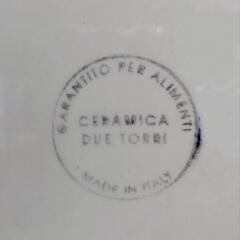 GARANTITO PER ALIMENTI
CERAMICA
DUE TORRI
· MADE IN ITALY